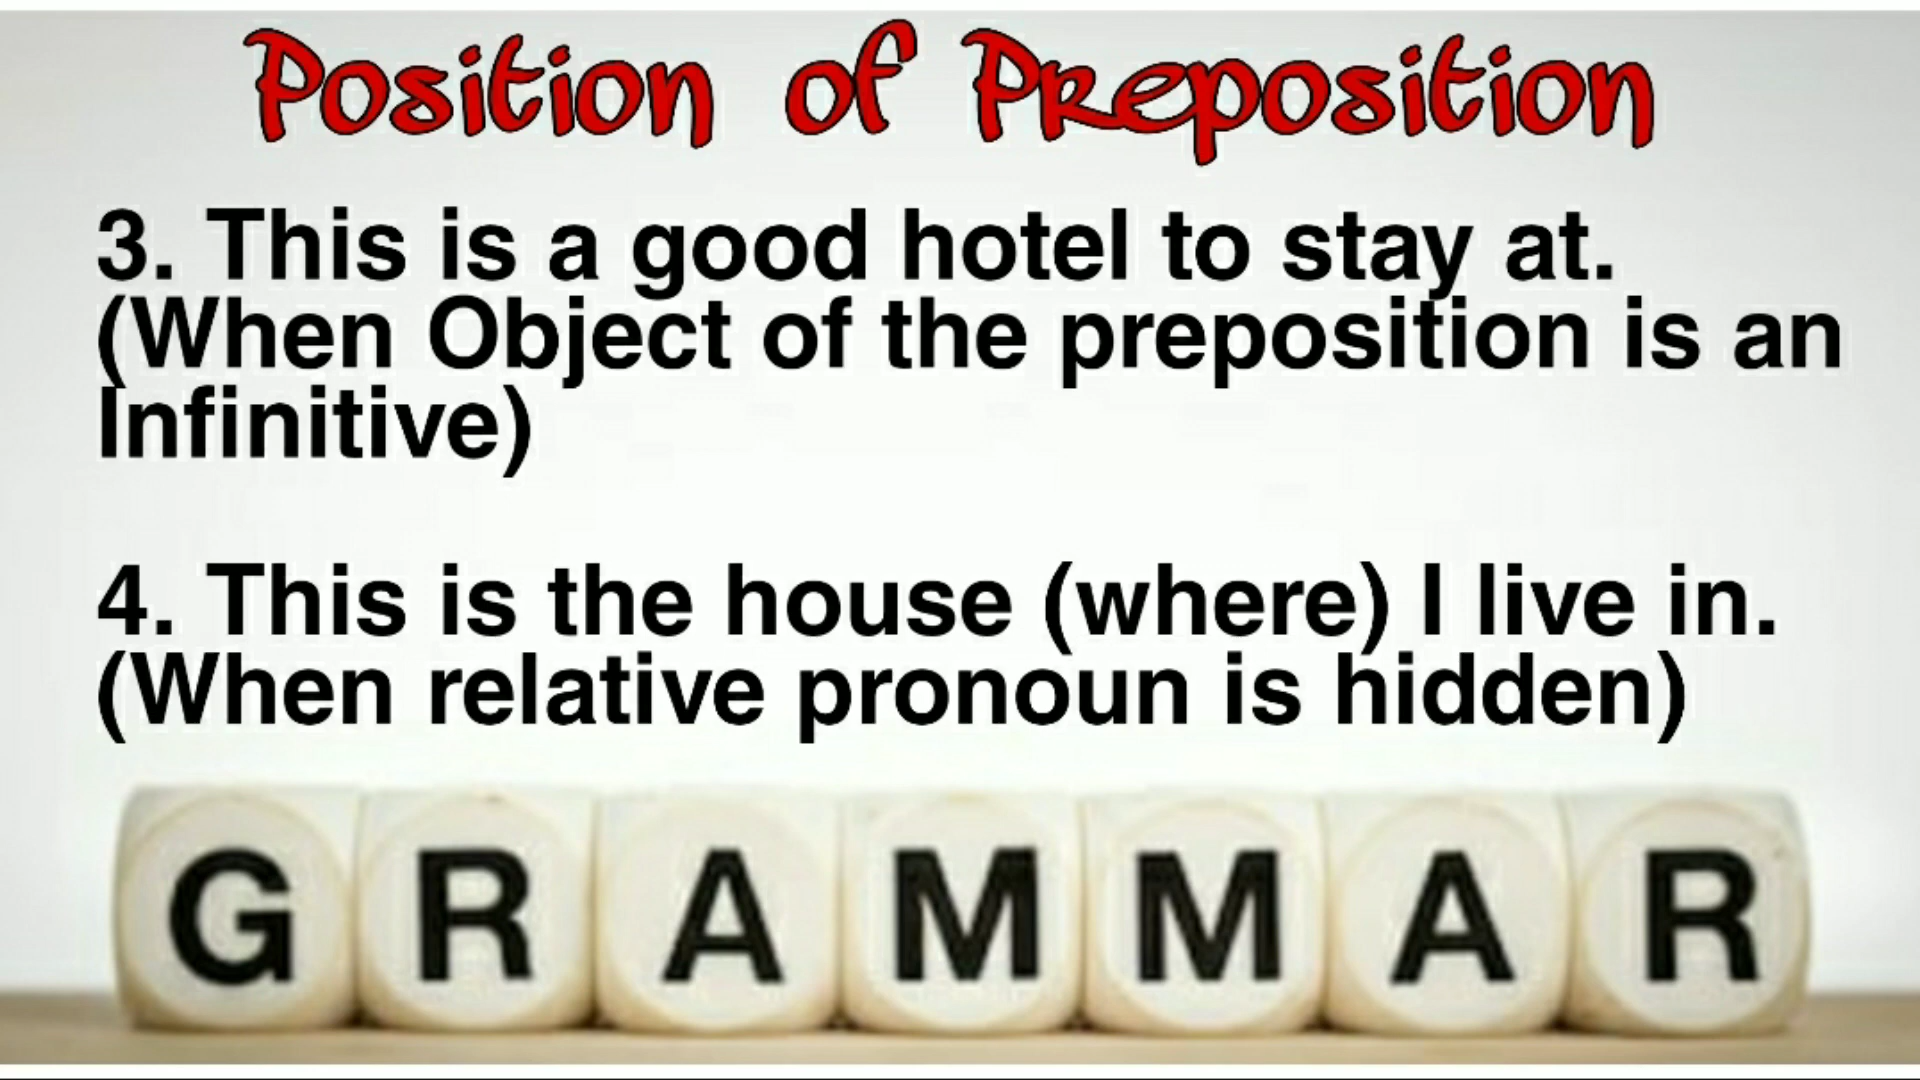 Position of Preposition
3. This is a good hotel to stay at.
(When Object of the preposition is an
Infinitive)
4. This is the house (where) I live in.
(When relative pronoun is hidden)
GRAMMAR